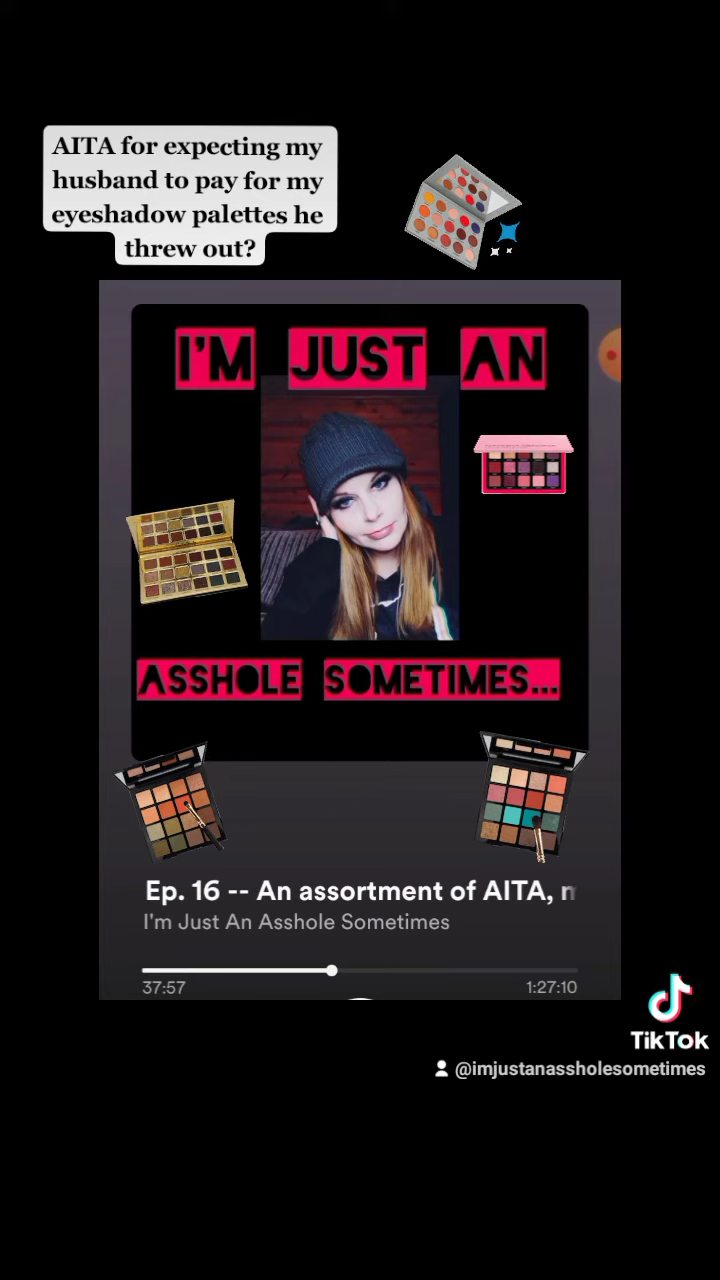 AITA for expecting my
husband to pay for my
eyeshadow palettes he
threw out?
I'M JUST AN
ASSHOLE SOMETIMES...
Ep. 16 -- An assortment of AITA,
I'm Just An Asshole Sometimes
37:57 1:27:10
TikTok
@imjustanassholesometimes